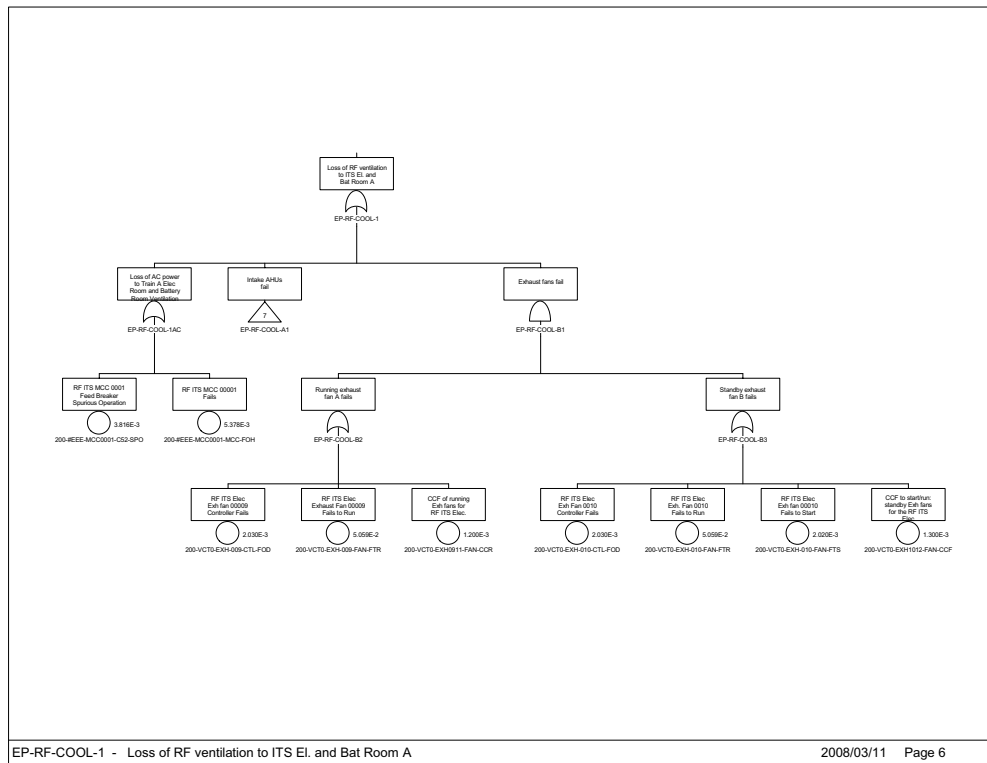 Loss of RF ventilation
to ITS El. and
Bat Room A
EP-RF-COOL-1
Loss of AC power
to Train A Elec
Room and Battery
Room Ventilation
EP-RF-COOL-1AC
Intake AHUs
fail
7
EP-RF-COOL-A1
Exhaust fans fail
EP-RF-COOL-B1
RF ITS MCC 0001
Feed Breaker
Spurious Operation
3.816E-3
200-#EEE-MCC0001-C52-SPO
RF ITS MCC 00001
Fails
5.378E-3
200-#EEE-MCC0001-MCC-FOH
Running exhaust
fan A fails
EP-RF-COOL-B2
Standby exhaust
fan B fails
EP-RF-COOL-B3
RF ITS Elec
Exh fan 00009
Controller Fails
2.030E-3
200-VCT0-EXH-009-CTL-FOD
RF ITS Elec
Exhaust Fan 00009
Fails to Run
5.059E-2
200-VCT0-EXH-009-FAN-FTR
CCF of running
Exh fans for
RF ITS Elec.
1.200E-3
200-VCT0-EXH0911-FAN-CCR
RF ITS Elec
Exh Fan 0010
Controller Fails
2.030E-3
200-VCT0-EXH-010-CTL-FOD
RF ITS Elec
Exh. Fan 0010
Fails to Run
5.059E-2
200-VCT0-EXH-010-FAN-FTR
RF ITS Elec
Exh fan 00010
Fails to Start
2.020E-3
200-VCT0-EXH-010-FAN-FTS
CCF to start/run:
standby Exh fans
for the RF ITS
Elec
1.300E-3
200-VCT0-EXH1012-FAN-CCF
EP-RF-COOL-1 - Loss of RF ventilation to ITS El. and Bat Room A
2008/03/11 Page 6